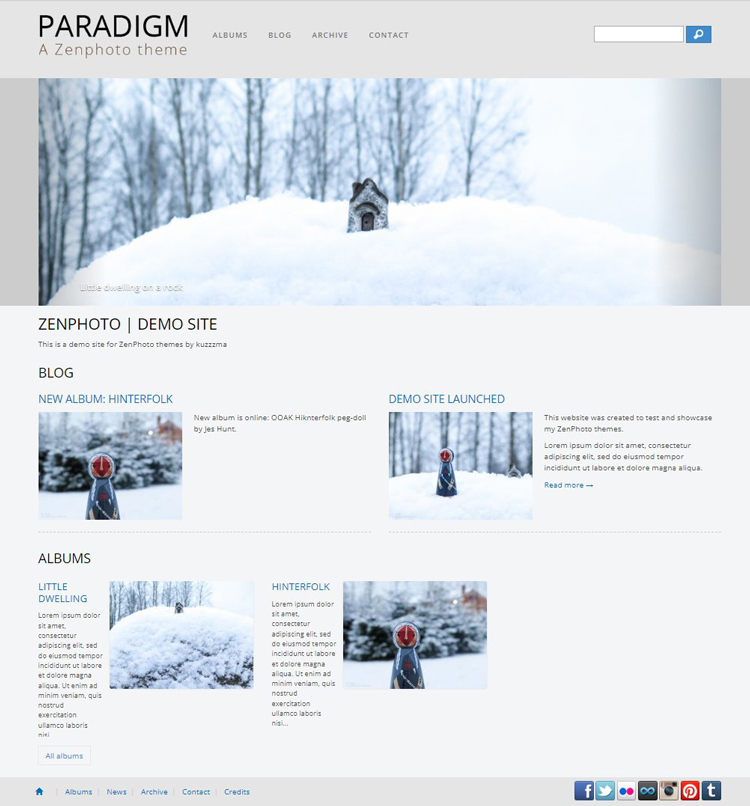 PARADIGM
A Zenphoto theme
ALBUMS BLOG ARCHIVE CONTACT
Little dwelling on a rock
ZENPHOTO | DEMO SITE
This is a demo site for ZenPhoto themes by kuzzzma
BLOG
NEW ALBUM: HINTERFOLK
New album is online: OOAK Hiknterfolk peg-doll
by Jes Hunt.
DEMO SITE LAUNCHED
This website was created to test and showcase
my ZenPhoto themes.
Lorem ipsum dolor sit amet, consectetur
adipiscing elit, sed do eiusmod tempor
incididunt ut labore et dolore magna aliqua.
Read more →
ALBUMS
LITTLE
DWELLING
Lorem ipsum dolor
sit amet,
consectetur
adipiscing elit, sed
do eiusmod tempor
incididunt ut labore
et dolore magna
aliqua. Ut enim ad
minim veniam, quis
nostrud
exercitation
ullamco laboris
nisi
HINTERFOLK
Lorem ipsum dolor
sit amet,
consectetur
adipiscing elit, sed
do eiusmod tempor
incididunt ut labore
et dolore magna
aliqua. Ut enim ad
minim veniam, quis
nostrud
exercitation
ullamco laboris
nisi...
All albums
| Albums | News | Archive | Contact | Credits